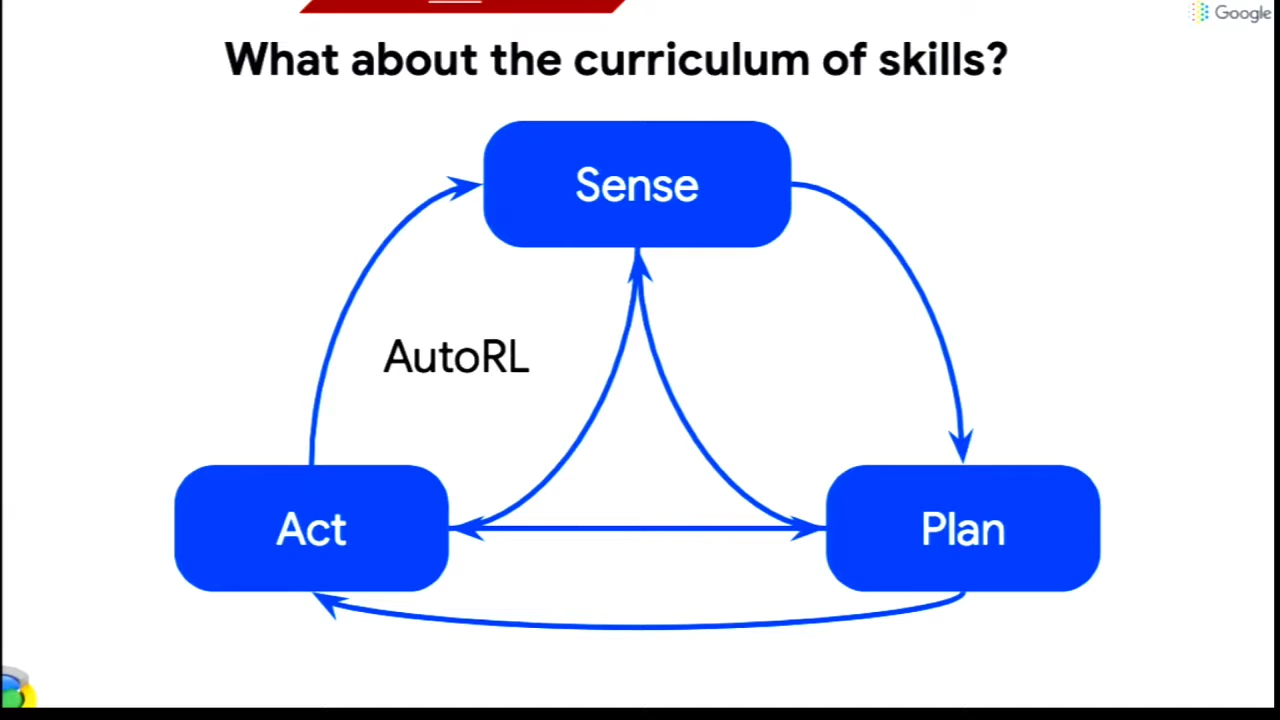 Google
What about the curriculum of skills?
Sense
AutoRL
Act
Plan